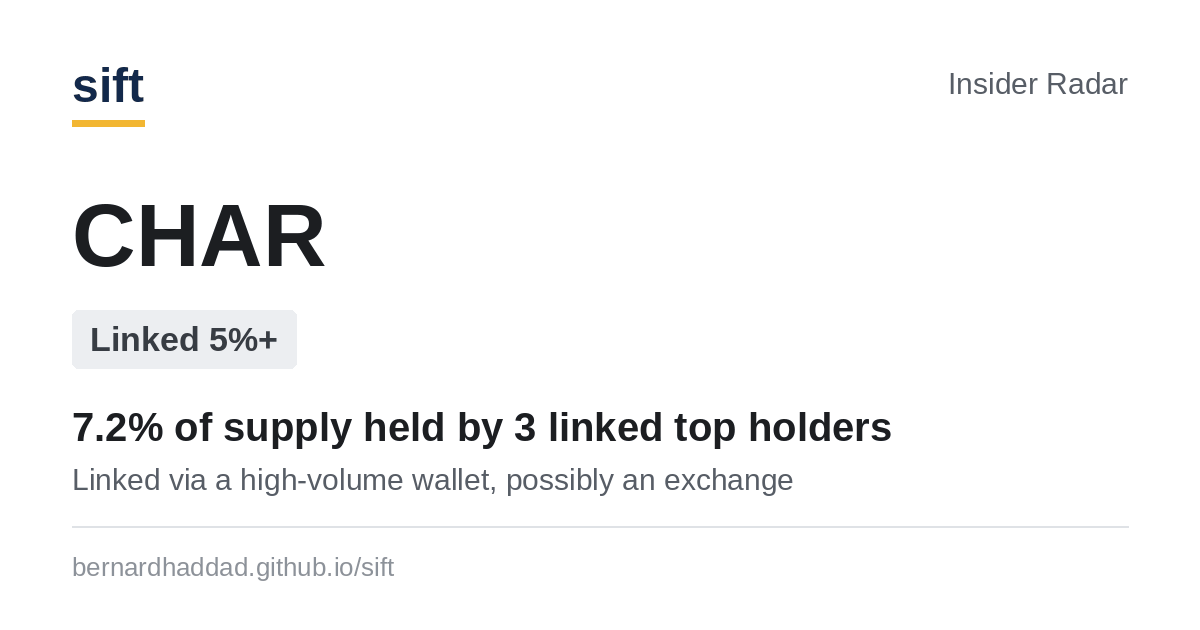 sift
Insider Radar
CHAR
Linked 5%+
7.2% of supply held by 3 linked top holders
Linked via a high-volume wallet, possibly an exchange
bernardhaddad.github.io/sift